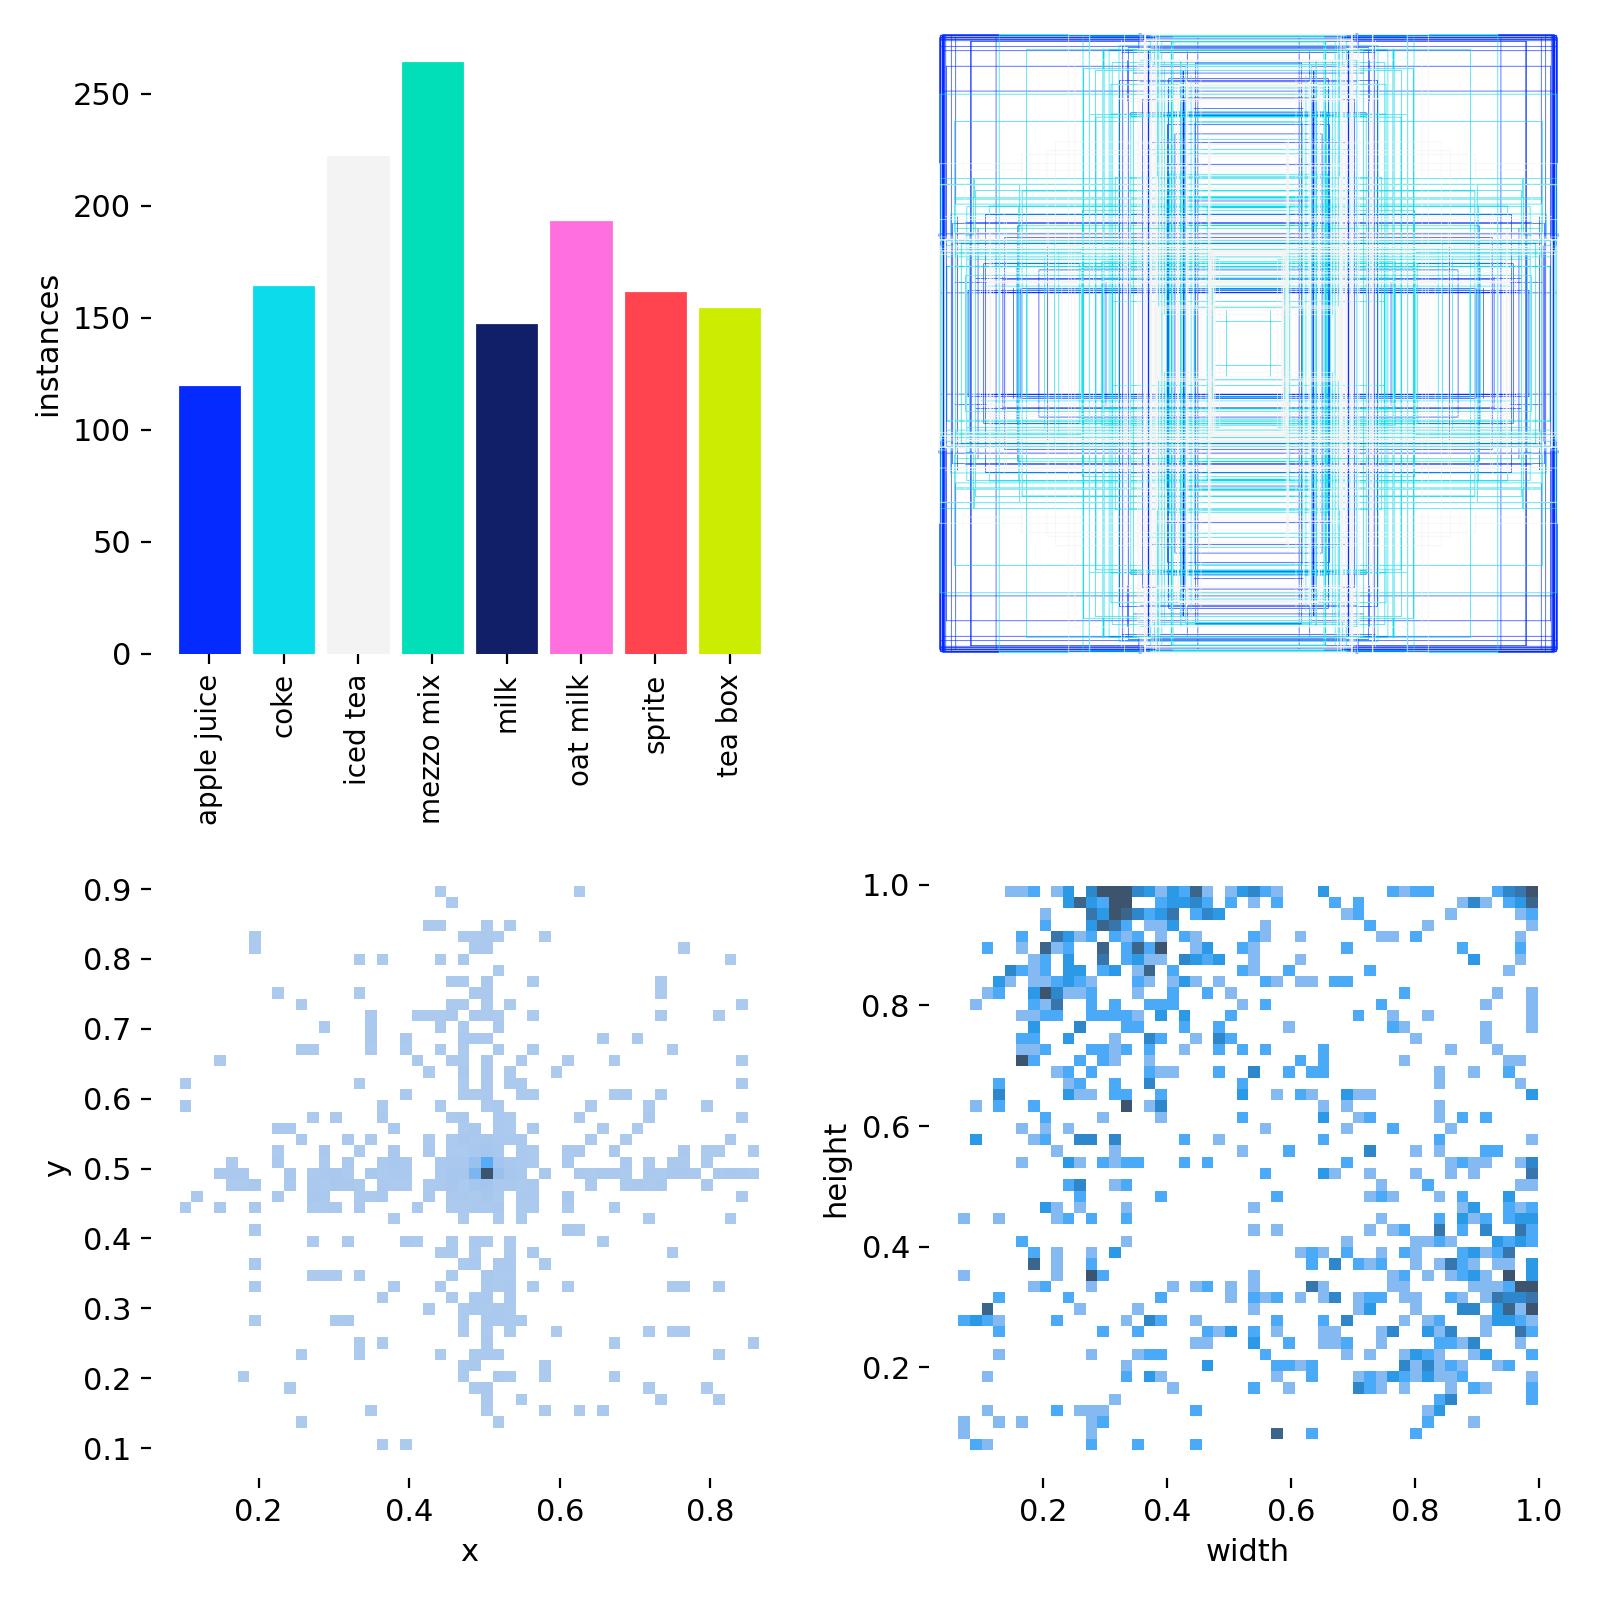 instances
250
200
150
100
50
0
apple juice
coke
iced tea
mezzo mix
milk
oat milk
sprite
tea box
y
0.9
0.8
0.7
0.6
0.5
0.4
0.3
0.2
0.1
0.2 0.4 0.6 0.8
x
height
1.0
0.8
0.6
0.4
0.2
0.2 0.4 0.6 0.8 1.0
width